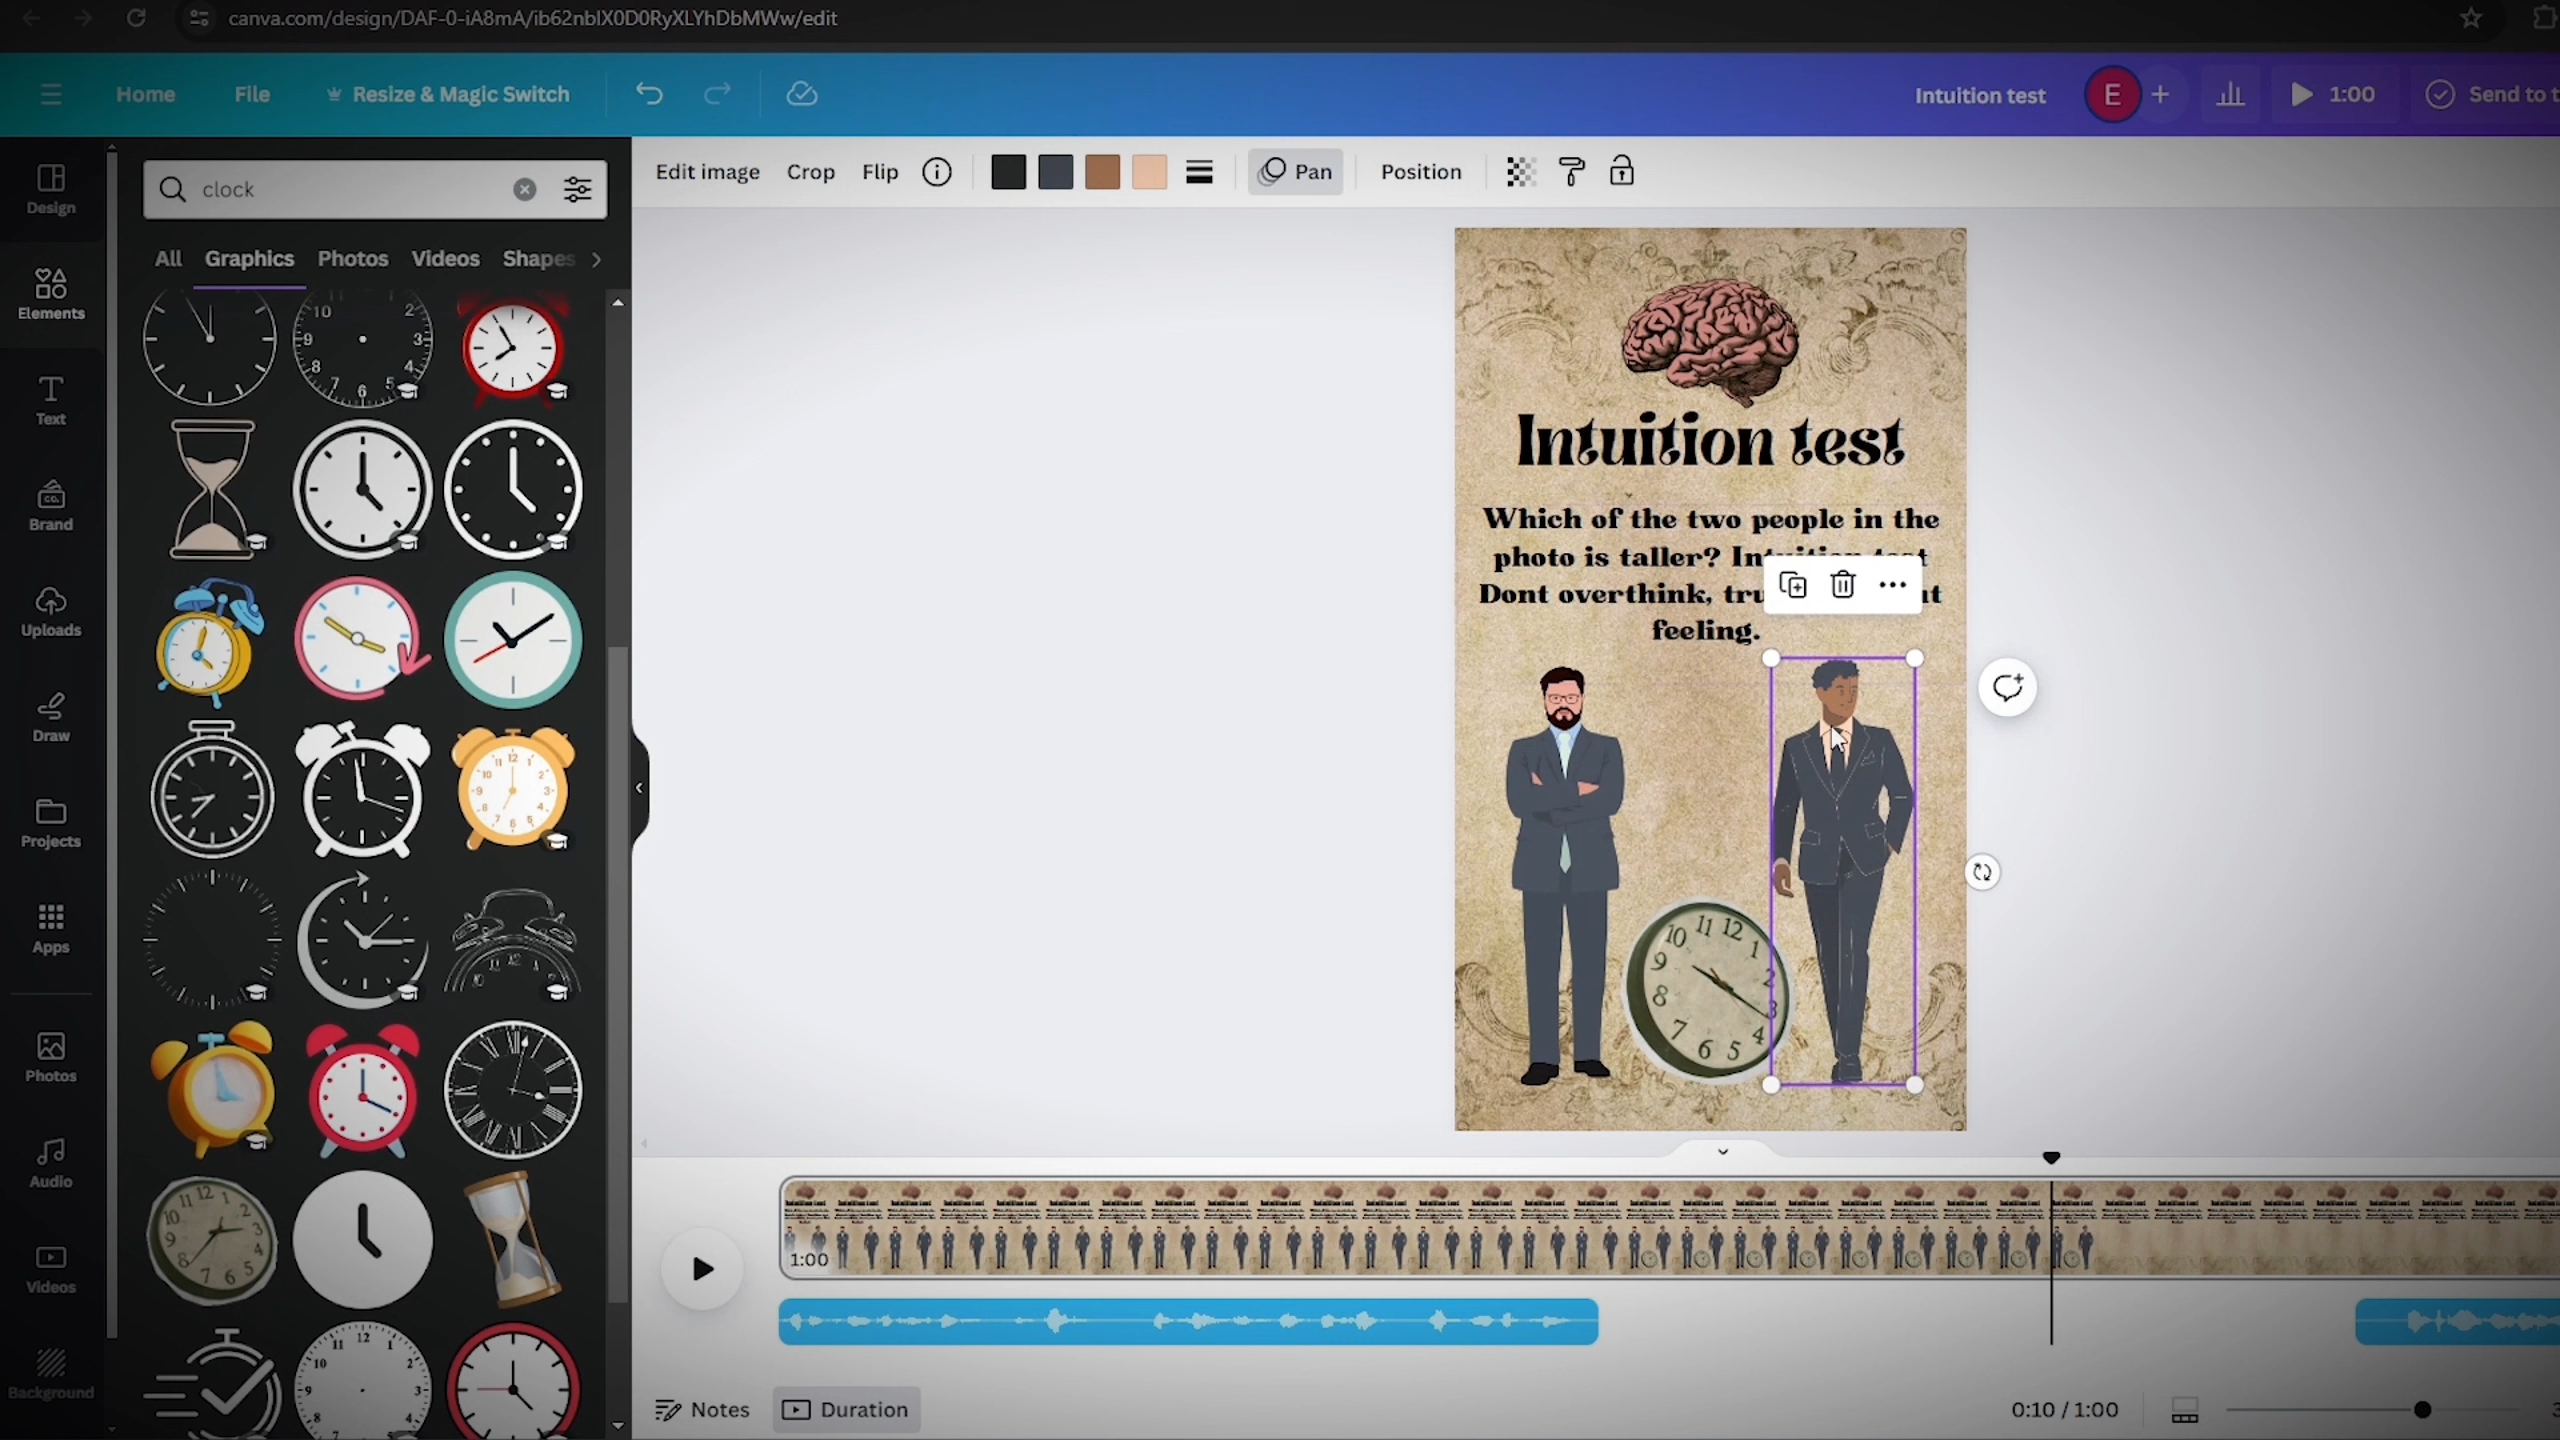 canva.com/design/DAF-0-iA8mA/ib62nblX0D0RyXLYhDbMWw/edit
Home
File
Resize & Magic Switch
Intuition test
E
1:00
Send to t
Design
Elements
Text
Brand
Uploads
Draw
Projects
Apps
Photos
Audio
Videos
Background
clock
All
Graphics
Photos
Videos
Shapes
Edit image
Crop
Flip
Pan
Position
Intuition test
Which of the two people in the
photo is taller? Intuition test
Dont overthink,
feeling.
1:00
Notes
Duration
0:10 / 1:00